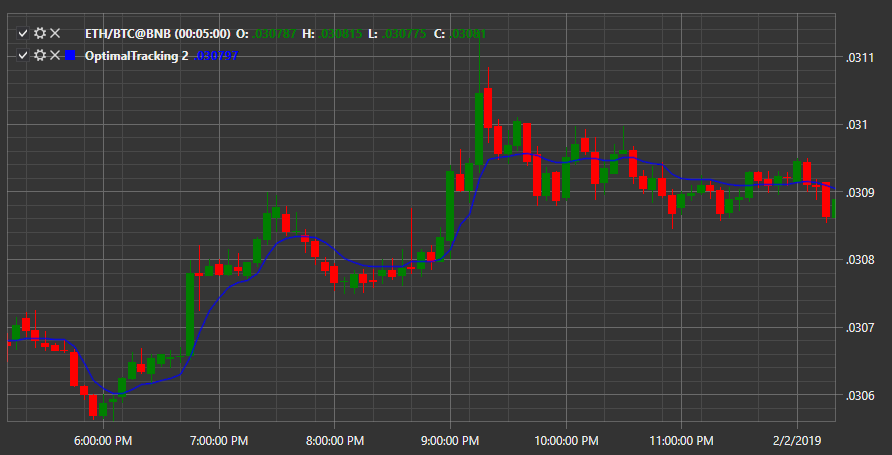 ETH/BTC@BNB (00:05:00) O: .030787 H: .030815 L: .030775 C: .03081
OptimalTracking 2 .030797
.0311
.031
.0309
.0308
.0307
.0306
6:00:00 PM 7:00:00 PM 8:00:00 PM 9:00:00 PM 10:00:00 PM 11:00:00 PM 2/2/2019